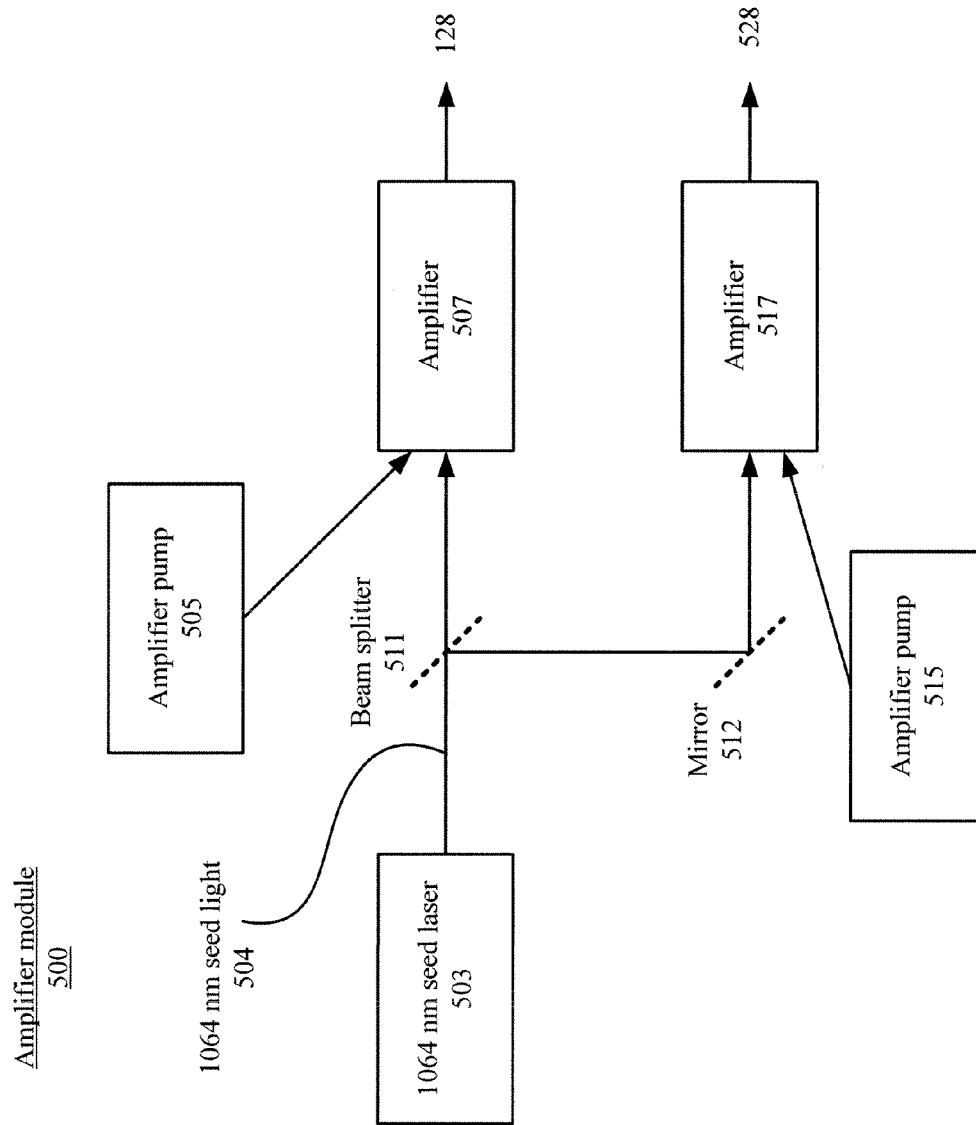 Amplifier module
500
1064 nm seed light
504
1064 nm seed laser
503
Beam splitter
511
Mirror
512
Amplifier pump
505
Amplifier pump
515
Amplifier
507
Amplifier
517
128
528